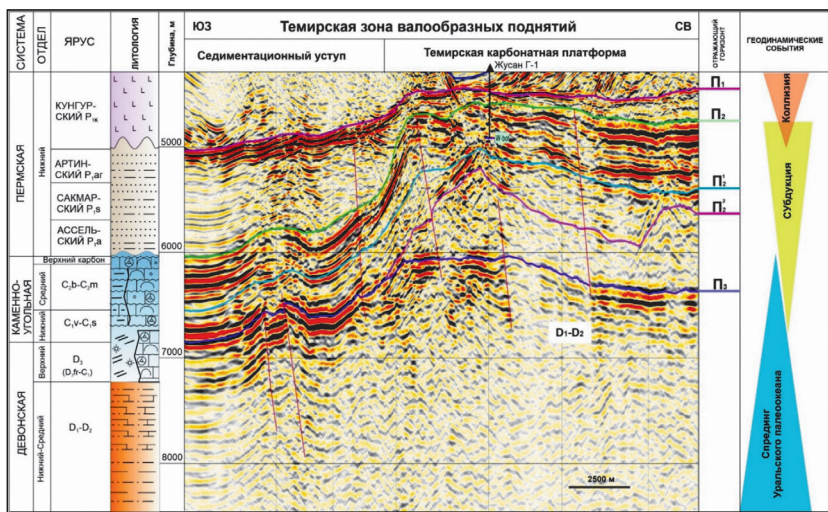 СИСТЕМА
ОТДЕЛ
ЯРУС
ЛИТОЛОГИЯ
Глубина, м
ЮЗ
Темирская зона валообразных поднятий
СВ
Седиментационный уступ
Темирская карбонатная платформа
Жусан Г-1
ОТРАЖАЮЩИЙ ГОРИЗОНТ
ГЕОДИНАМИЧЕСКИЕ
СОБЫТИЯ
ПЕРМСКАЯ
Нижний
КУНГУР-
СКИЙ P₁ₖ
АРТИН-
СКИЙ P₁ar
САКМАР-
СКИЙ P₁s
АССЕЛЬ-
СКИЙ P₁a
КАМЕННО-
УГОЛЬНАЯ
Верхний карбон
Средний
C₂b-C₂m
Нижний
C₁v-C₁s
ДЕВОНСКАЯ
Верхний
D₃
(D₃fr-C₁)
Нижний-Средний
D₁-D₂
5000
6000
7000
8000
D₁-D₂
2500 м
П₁
П₂
П₂¹
П₃
Коллизия
СУбдукция
Спрединг
Уральского палеоокеана